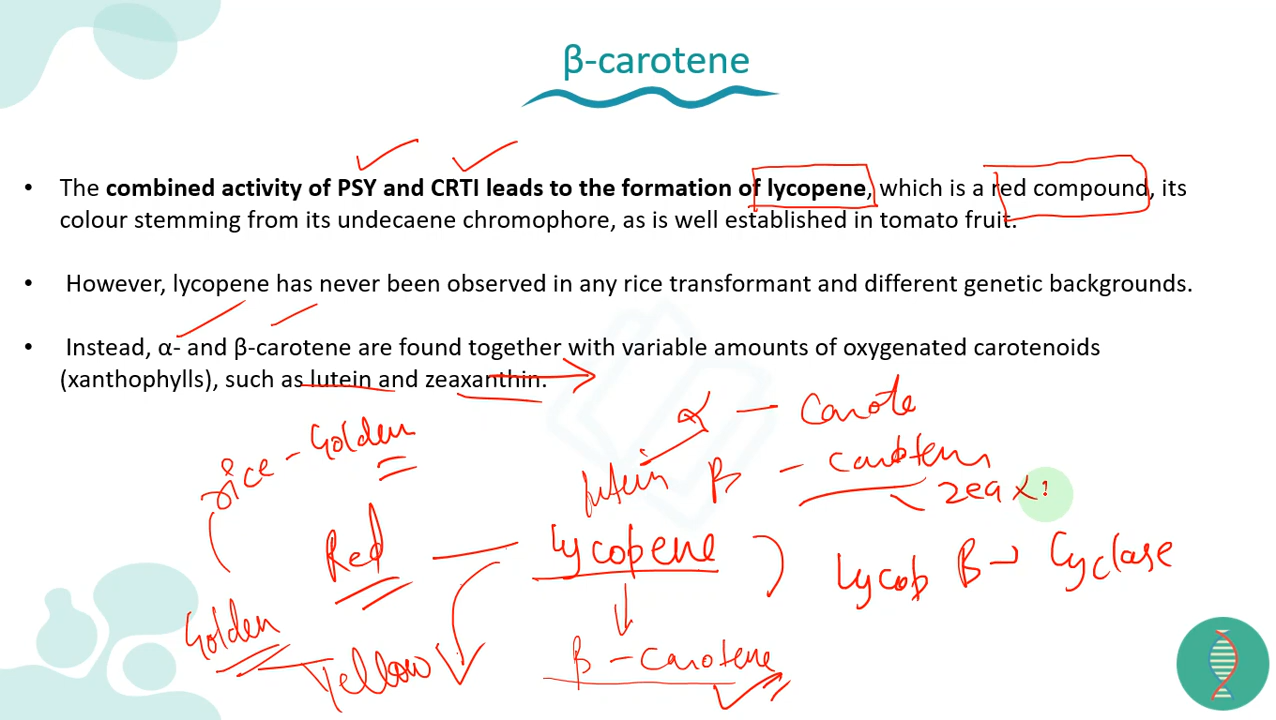 β-carotene
• The combined activity of PSY and CRTI leads to the formation of lycopene, which is a red compound, its
colour stemming from its undecaene chromophore, as is well established in tomato fruit.
• However, lycopene has never been observed in any rice transformant and different genetic backgrounds.
• Instead, α- and β-carotene are found together with variable amounts of oxygenated carotenoids
(xanthophylls), such as lutein and zeaxanthin.
α - Carote
rice - Golden
lutein β - 
zeax
Red - Lycopene
Lycop β - Cyclase
Golden
Yellow
β - Carotene